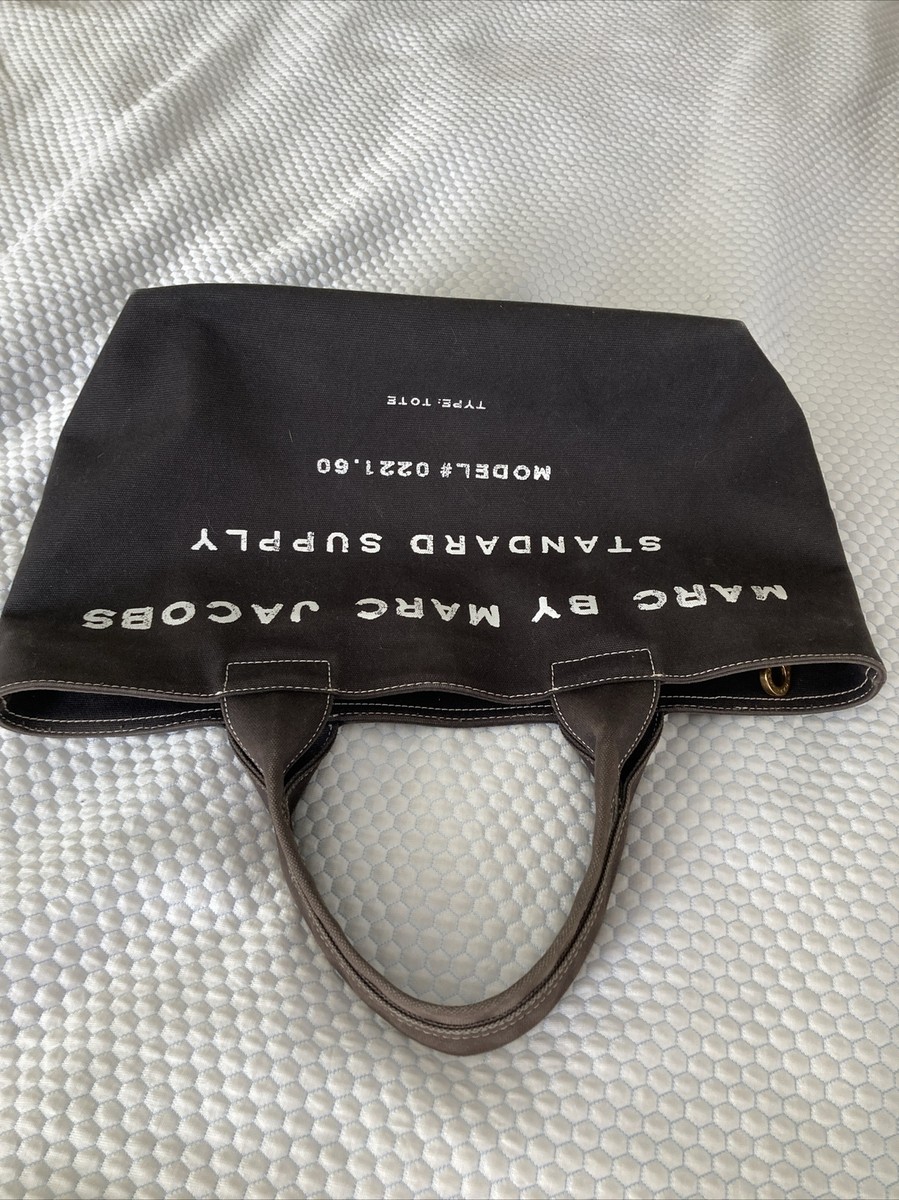 MARC BY MARC JACOBS
STANDARD SUPPLY
MODEL# 0221.60
TYPE: TOTE